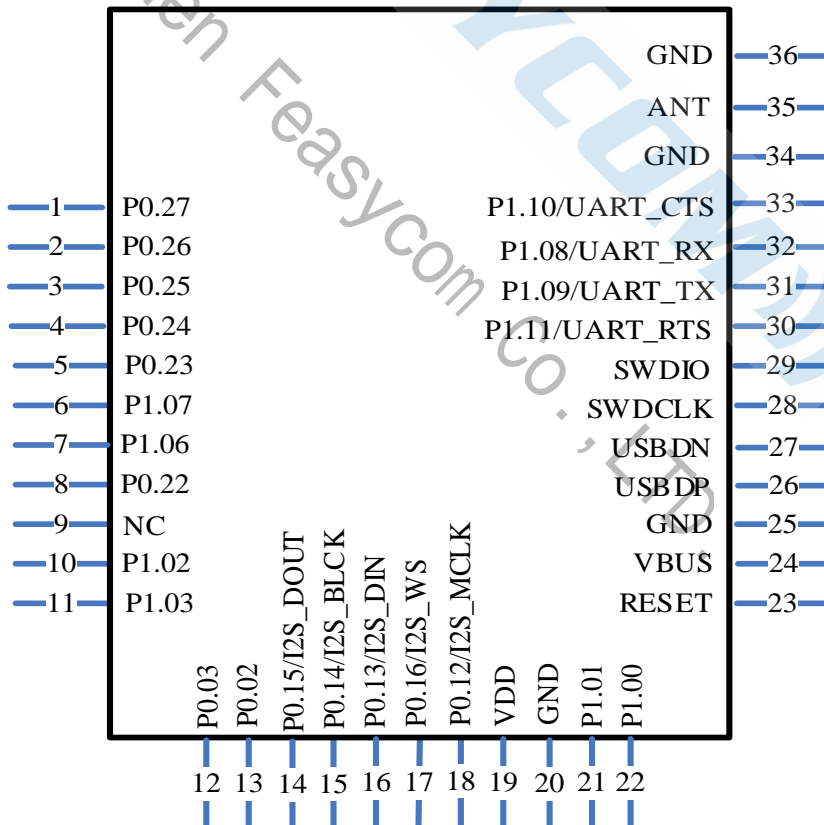 GND 36
ANT 35
GND 34
1 P0.27
P1.10/UART_CTS 33
2 P0.26
P1.08/UART_RX 32
3 P0.25
P1.09/UART_TX 31
4 P0.24
P1.11/UART_RTS 30
5 P0.23
SWDIO 29
6 P1.07
SWDCLK 28
7 P1.06
USBDN 27
8 P0.22
USBDP 26
9 NC
GND 25
10 P1.02
VBUS 24
11 P1.03
RESET 23
P0.03
P0.02
P0.15/I2S_DOUT
P0.14/I2S_BLCK
P0.13/I2S_DIN
P0.16/I2S_WS
P0.12/I2S_MCLK
VDD
GND
P1.01
P1.00
12 13 14 15 16 17 18 19 20 21 22
Feasycom Co.,LTD.
YCOM